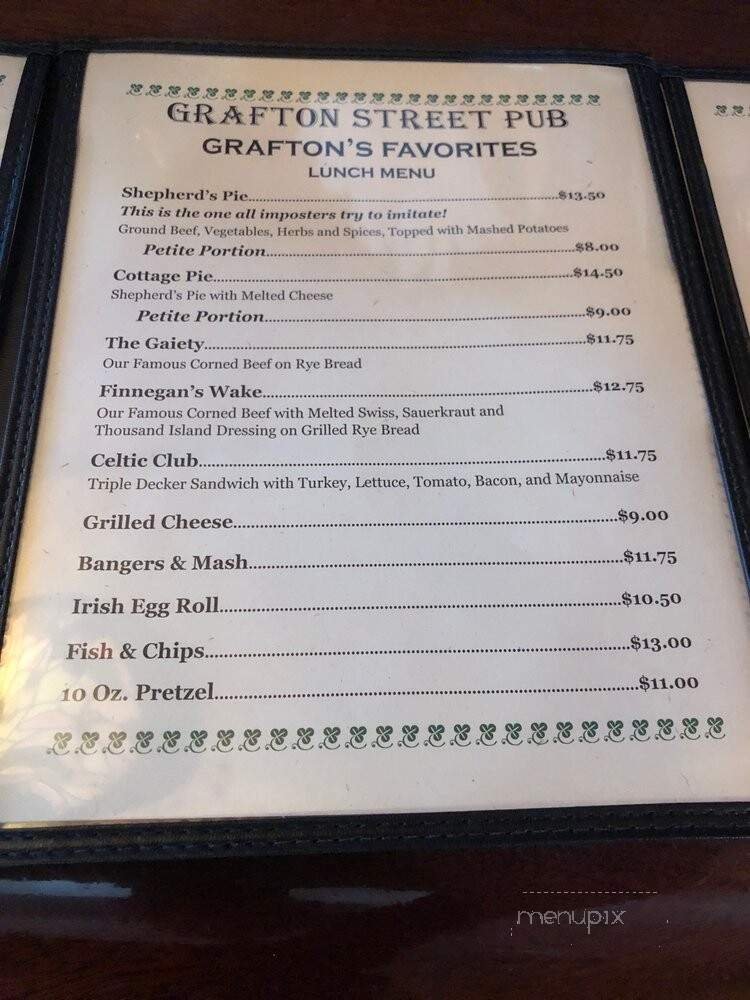 GRAFTON STREET PUB
GRAFTON'S FAVORITES
LUNCH MENU
Shepherd's Pie...$13.50
This is the one all imposters try to imitate!
Ground Beef, Vegetables, Herbs and Spices, Topped with Mashed Potatoes
Petite Portion...$8.00
Cottage Pie...$14.50
Shepherd's Pie with Melted Cheese
Petite Portion...$9.00
The Gaiety...$11.75
Our Famous Corned Beef on Rye Bread
Finnegan's Wake...$12.75
Our Famous Corned Beef with Melted Swiss, Sauerkraut and
Thousand Island Dressing on Grilled Rye Bread
Celtic Club...$11.75
Triple Decker Sandwich with Turkey, Lettuce, Tomato, Bacon, and Mayonnaise
Grilled Cheese...$9.00
Bangers & Mash...$11.75
Irish Egg Roll...$10.50
Fish & Chips...$13.00
10 Oz. Pretzel...$11.00
menupix